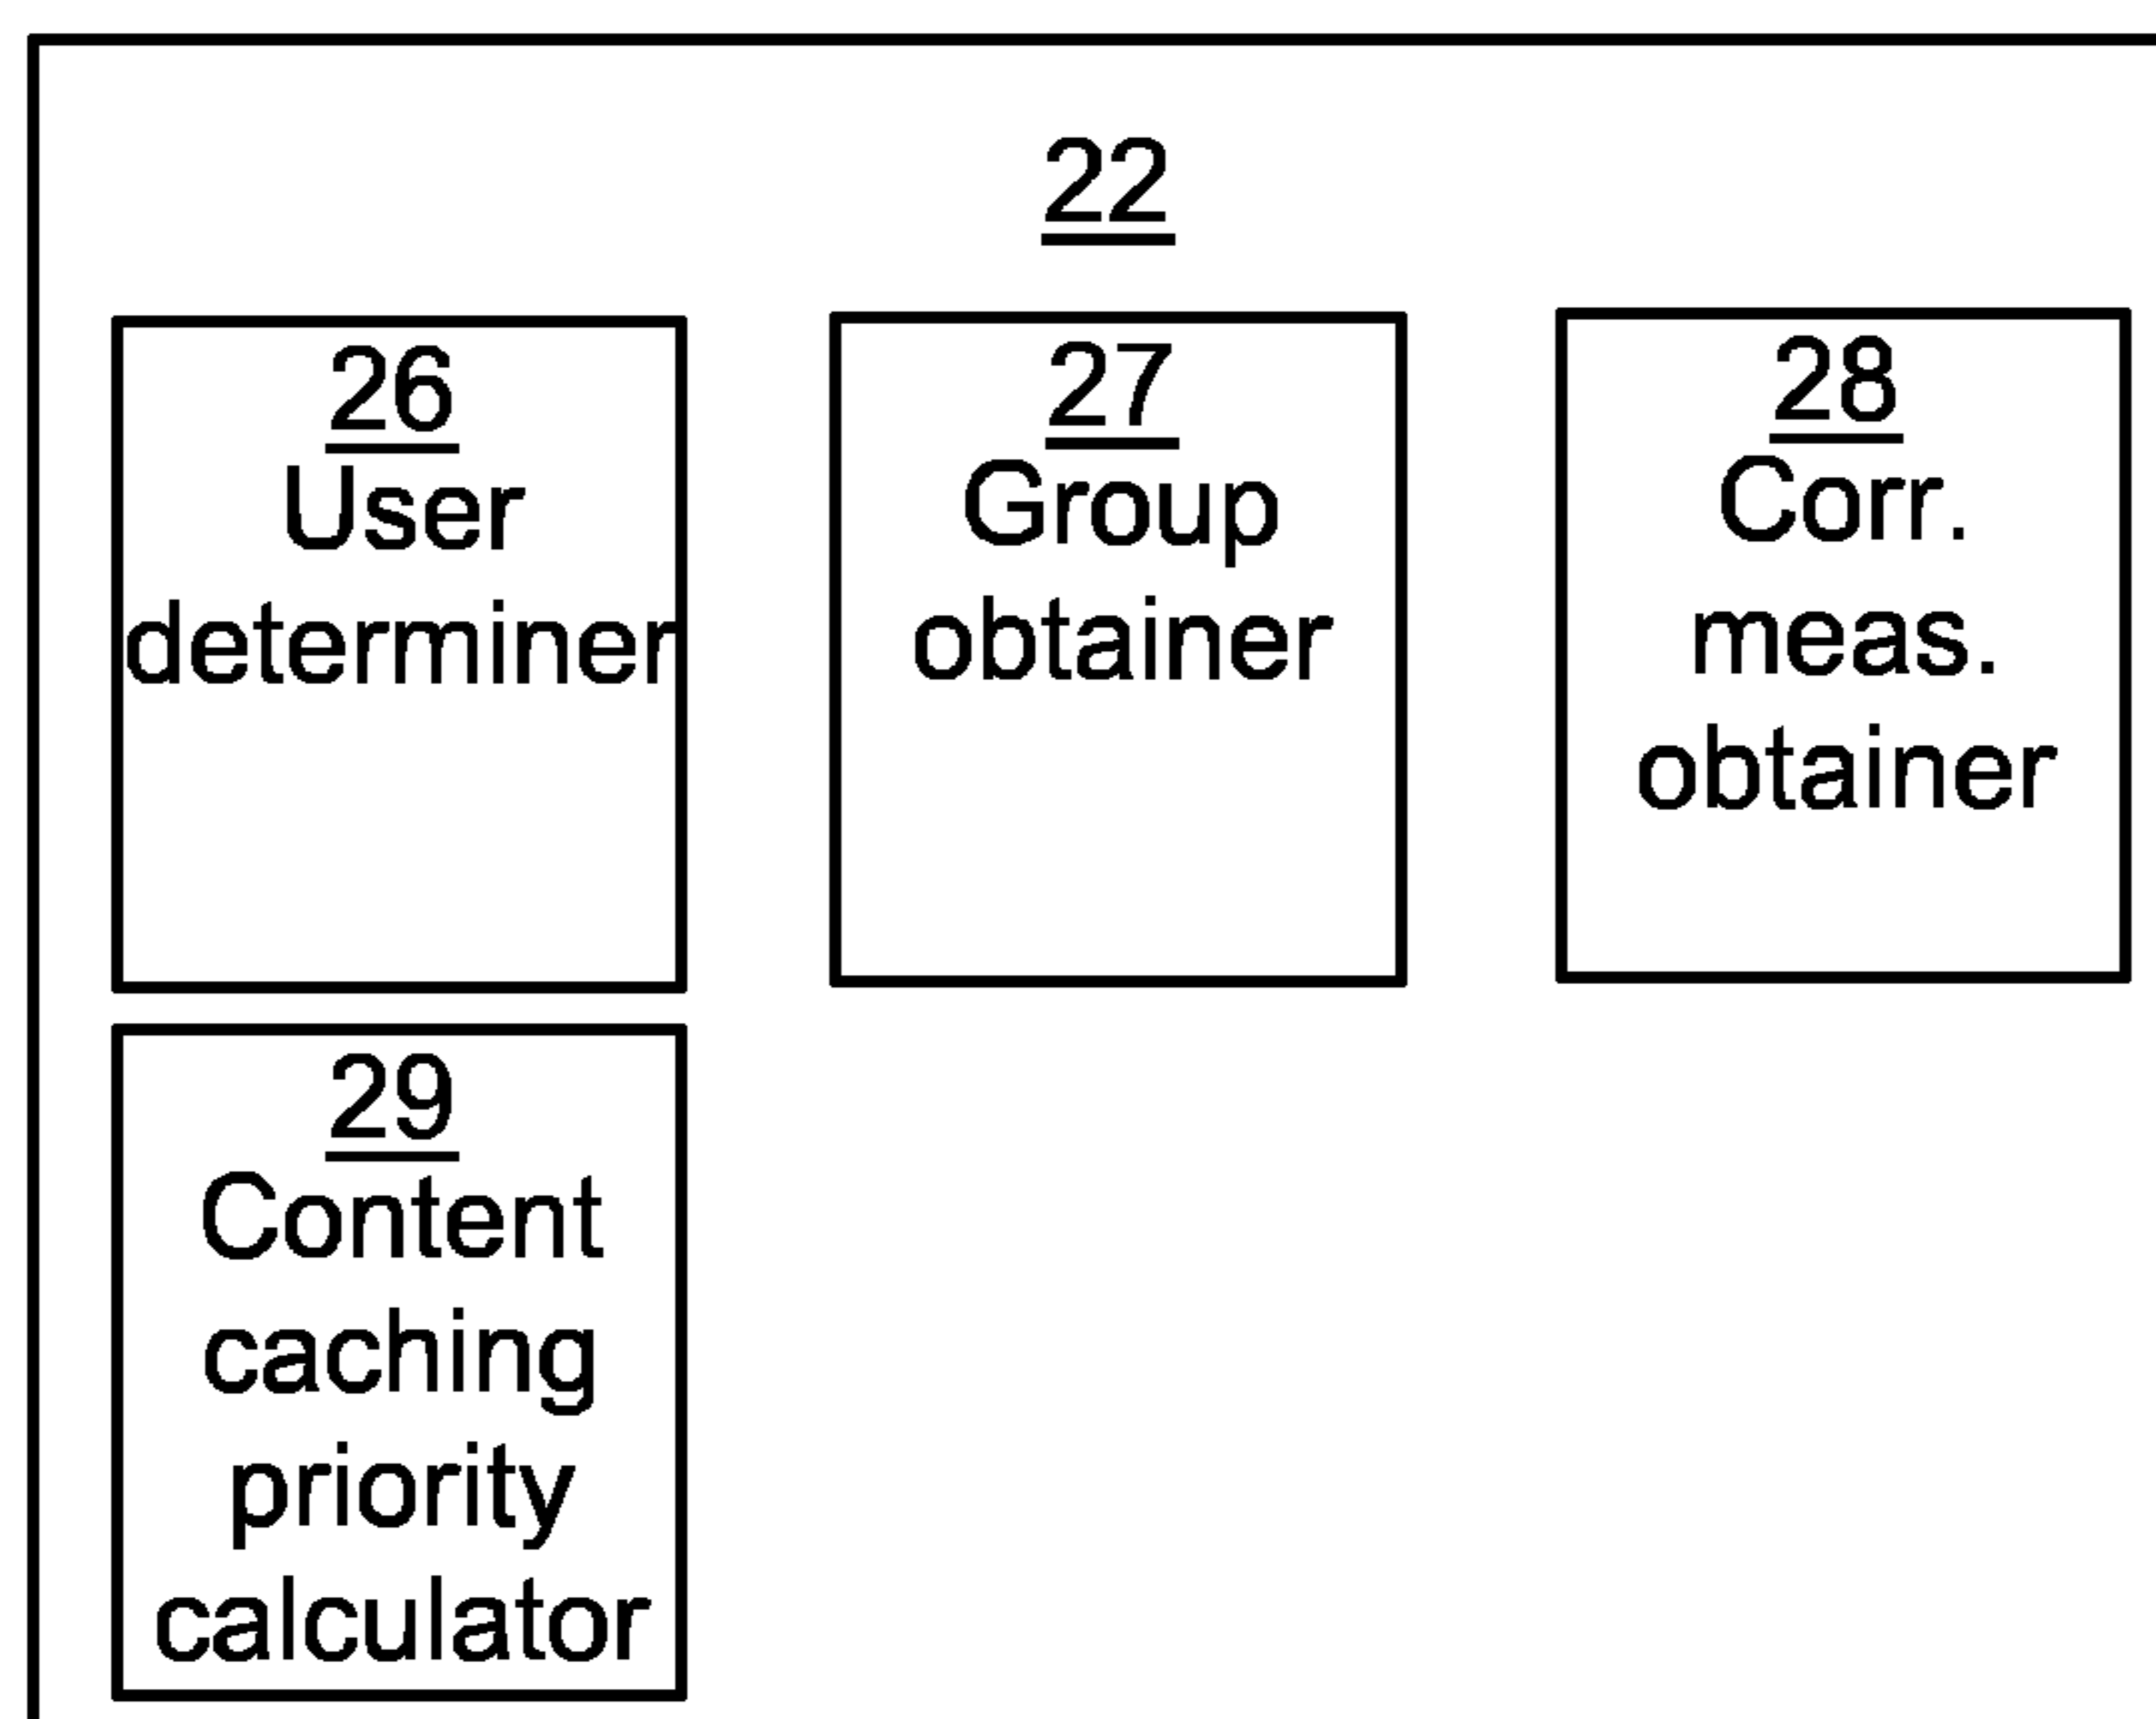 22
26
User
determiner
27
Group
obtainer
28
Corr.
meas.
obtainer
29
Content
caching
priority
calculator